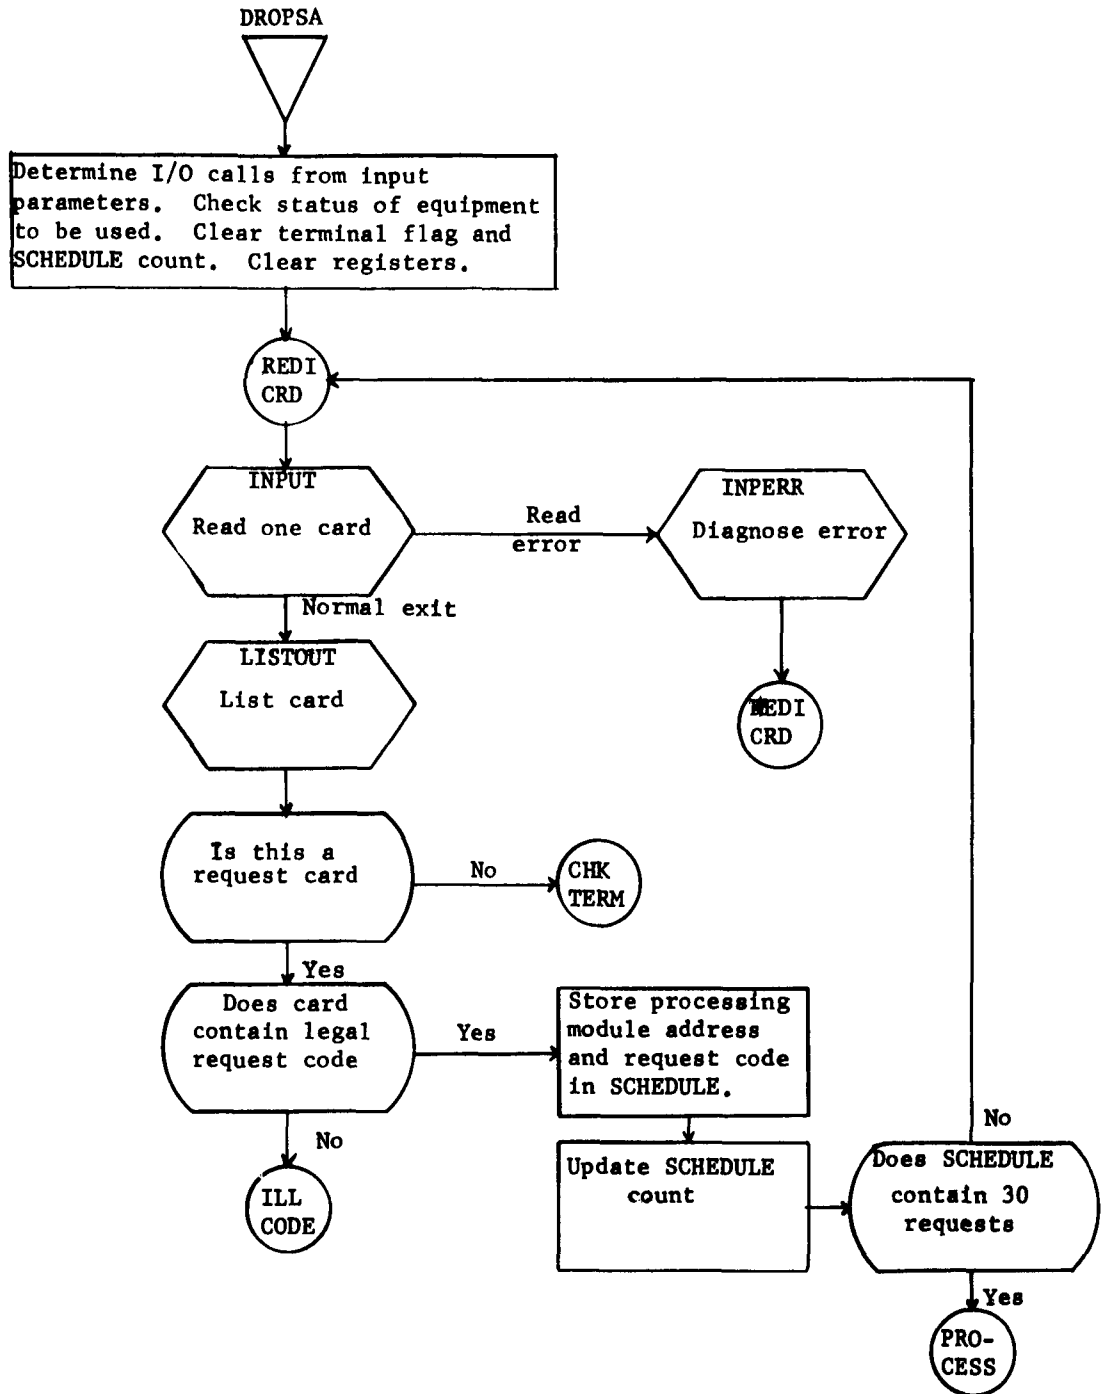 DROPSA
Determine I/O calls from input
parameters. Check status of equipment
to be used. Clear terminal flag and
SCHEDULE count. Clear registers.
REDI
CRD
INPUT
Read one card
Read
error
INPERR
Diagnose error
Normal exit
LISTOUT
List card
REDI
CRD
Is this a
request card
No
CHK
TERM
Yes
Does card
contain legal
request code
Yes
Store processing
module address
and request code
in SCHEDULE.
No
ILL
CODE
Update SCHEDULE
count
No
Does SCHEDULE
contain 30
requests
Yes
PRO-
CESS